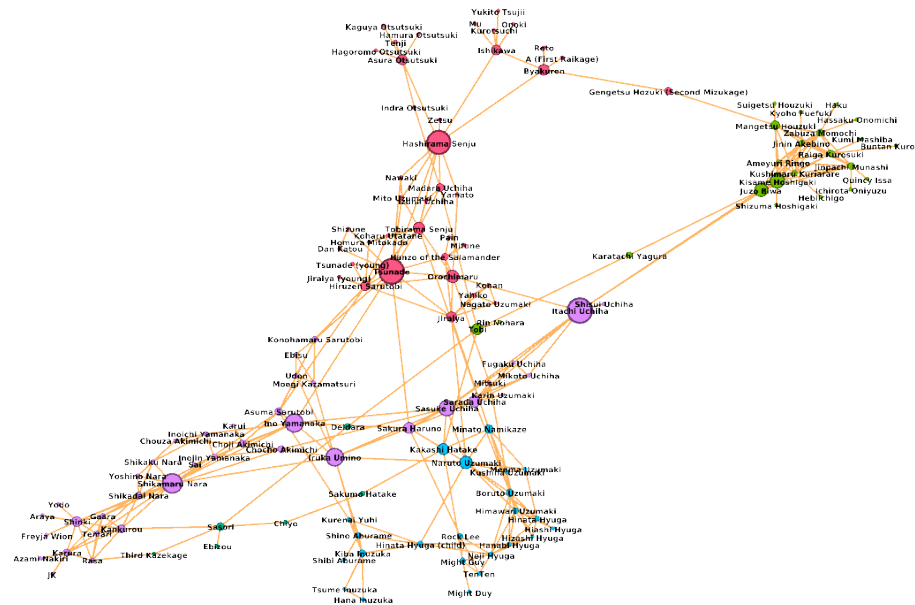 Yukito Tsujii
Mu
Onoki
Kurotsuchi
Ishikawa
Kaguya Otsutsuki
Hamura Otsutsuki
Tenji
Hagoromo Otsutsuki
Asura Otsutsuki
Roto
A (First Raikage)
Byakuren
Gengetsu Hozuki (Second Mizukage)
Indra Otsutsuki
Zetsu
Hashirama Senju
Suigetsu Houzuki
Haku
Kyoho Fuefuki
Mangetsu Houzuki
Hassaku Onomichi
Zabuza Momochi
Kumi Mashiba
Jinin Akebino
Buntan Kuro
Raiga Kurosuki
Ameyuri Ringo
Jinpachi Munashi
Kushimaru Kuriarare
Quincy Issa
Kisame Hoshigaki
Juzo Biwa
Ichirota Oniyuzu
Hebiichigo
Shizuma Hoshigaki
Nawaki
Madara Uchiha
Yamato
Mito Uzumaki
Izuna Uchiha
Shizune
Tobirama Senju
Koharu Utatane
Homura Mitokado
Pain
Mifune
Dan Katou
Hanzo of the Salamander
Tsunade (young)
Tsunade
Orochimaru
Jiraiya (young)
Hiruzen Sarutobi
Konan
Yahiko
Nagato Uzumaki
Jiraiya
Karatachi Yagura
Shisui Uchiha
Itachi Uchiha
Rin Nohara
Tobi
Konohamaru Sarutobi
Ebisu
Udon
Moegi Kazamatsuri
Fugaku Uchiha
Mikoto Uchiha
Mitsuki
Karin Uzumaki
Sarada Uchiha
Sasuke Uchiha
Asuma Sarutobi
Ino Yamanaka
Karui
Deidara
Sakura Haruno
Minato Namikaze
Inoichi Yamanaka
Chouza Akimichi
Choji Akimichi
Chocho Akimichi
Inojin Yamanaka
Iruka Umino
Kakashi Hatake
Naruto Uzumaki
Menma Uzumaki
Kushina Uzumaki
Shikaku Nara
Sai
Yoshino Nara
Shikamaru Nara
Shikadai Nara
Sakumo Hatake
Boruto Uzumaki
Himawari Uzumaki
Yodo
Araya
Gaara
Shinki
Kankurou
Freyja Wion
Temari
Sasori
Chiyo
Ebizou
Karura
Azami Nakiri
Rasa
Third Kazekage
JK
Kurenai Yuhi
Shino Aburame
Hinata Hyuga
Hiashi Hyuga
Rock Lee
Hizashi Hyuga
Hinata Hyuga (child)
Hanabi Hyuga
Kiba Inuzuka
Neji Hyuga
Shibi Aburame
Might Guy
TenTen
Tsume Inuzuka
Hana Inuzuka
Might Duy